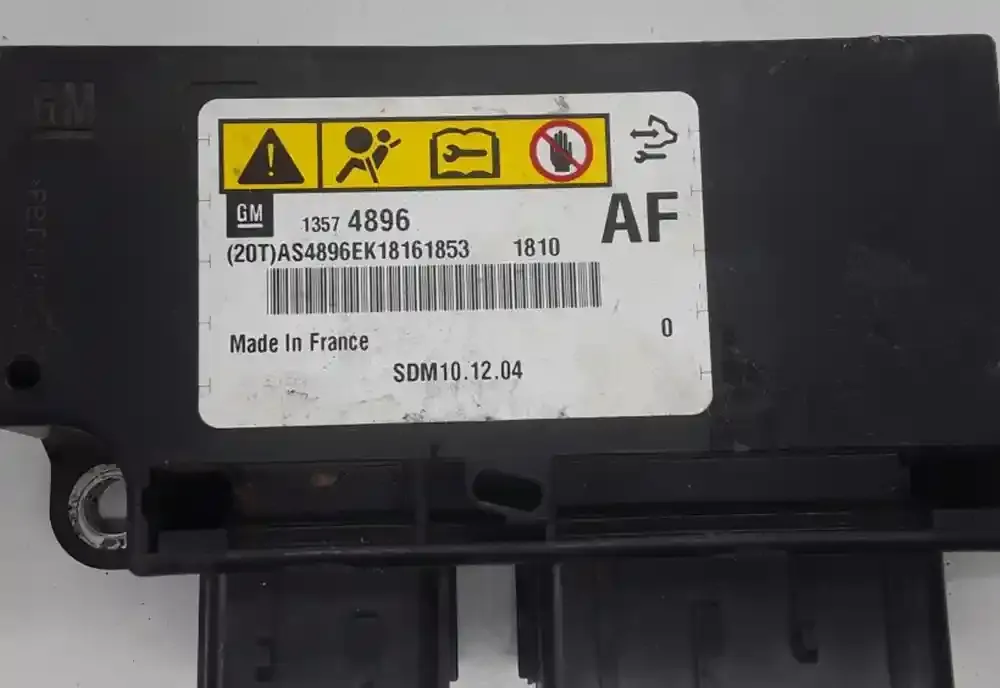 GM
GM
1357 4896
AF
(20T)AS4896EK18161853 1810
0
Made In France
SDM10.12.04